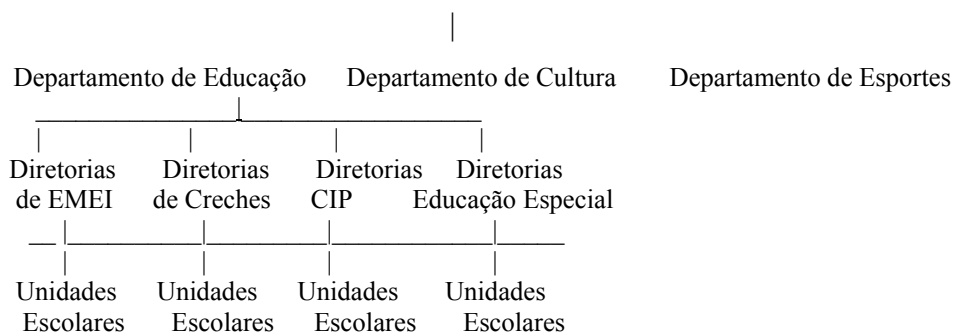 Departamento de Educação Departamento de Cultura Departamento de Esportes
Diretorias Diretorias Diretorias Diretorias
de EMEI de Creches CIP Educação Especial
Unidades Unidades Unidades Unidades
Escolares Escolares Escolares Escolares